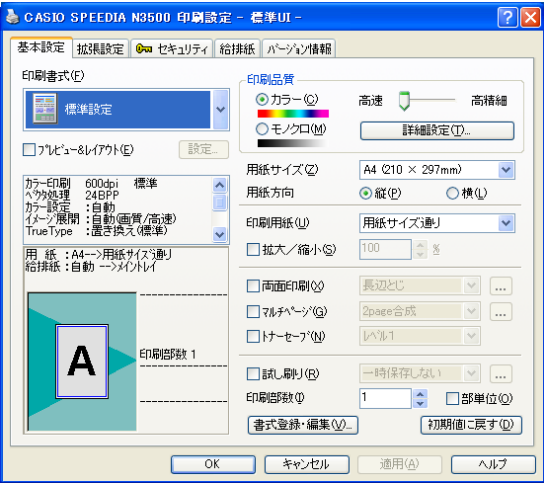 CASIO SPEEDIA N3500 印刷設定 - 標準UI -
基本設定 拡張設定 セキュリティ 給排紙 バージョン情報
印刷書式(F)
標準設定
プレビュー&レイアウト(E) 設定...
カラー印刷 600dpi 標準
ベクタ処理 24BPP
カラー設定 :自動
イメージ展開 :自動(画質/高速)
TrueType :置き換え(標準)
用 紙 :A4-->用紙サイズ通り
給排紙:自動 -->メイントレイ
A
印刷部数 1
印刷品質
カラー(C) 高速 高精細
モノクロ(M) 詳細設定(T)...
用紙サイズ(Z) A4 (210 × 297mm)
用紙方向 縦(P) 横(L)
印刷用紙(U) 用紙サイズ通り
拡大/縮小(S) 100 %
両面印刷(X) 長辺とじ ...
マルチページ(G) 2page合成 ...
トナーセーブ(N) レベル1
試し刷り(R) 一時保存しない ...
印刷部数(I) 1 部単位(O)
書式登録・編集(V)... 初期値に戻す(D)
OK キャンセル 適用(A) ヘルプ